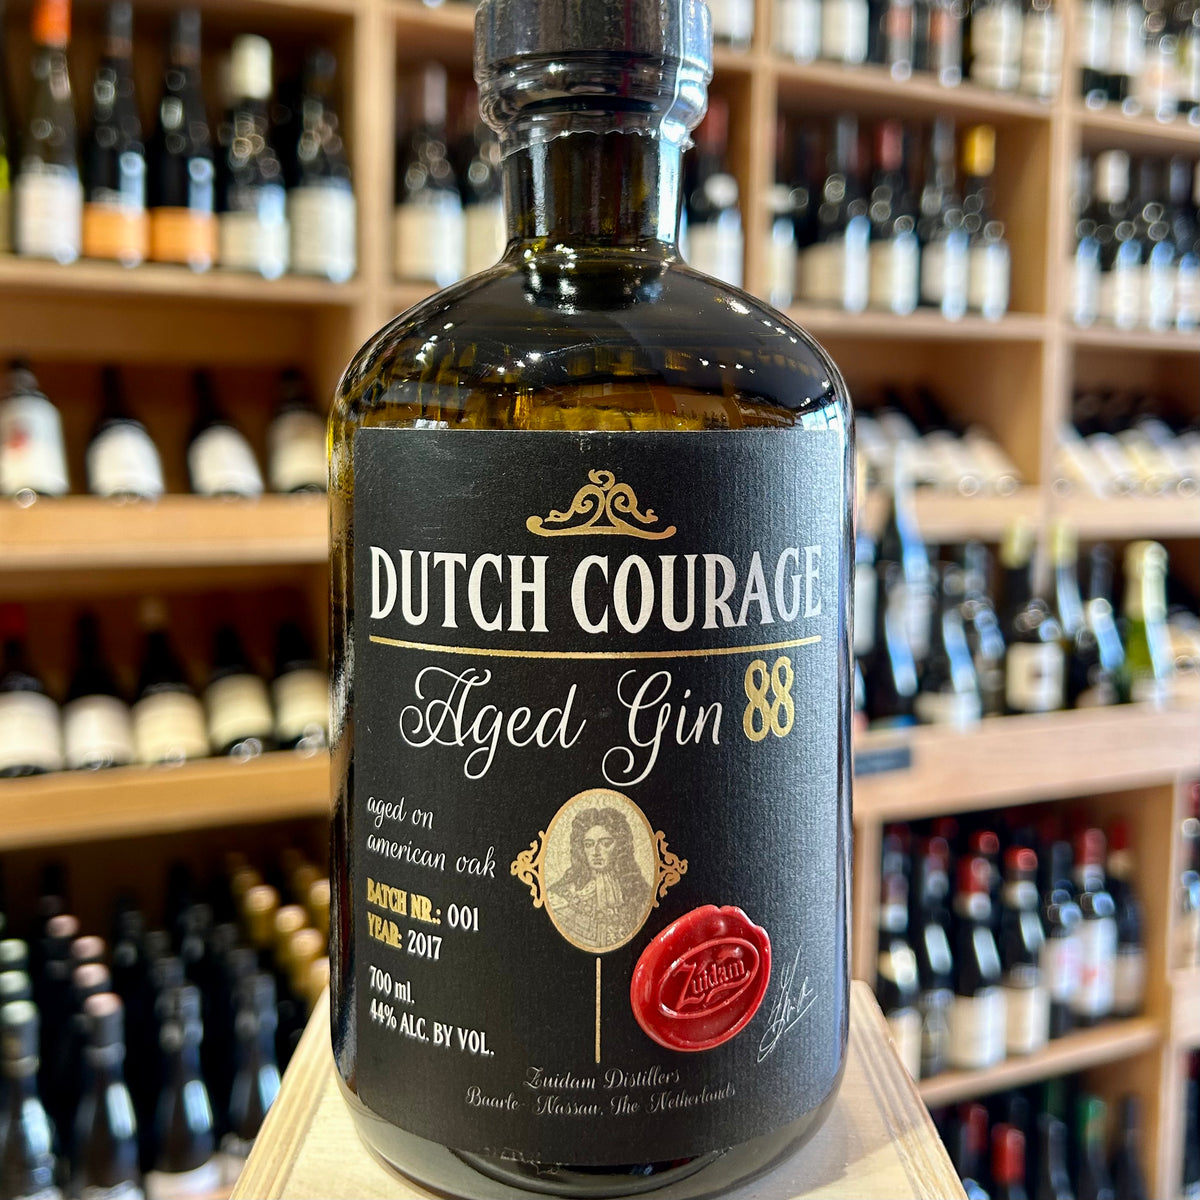 DUTCH COURAGE
Aged Gin 88
aged on
american oak
BATCH NR.: 001
YEAR: 2017
700 ml.
44% ALC. BY VOL.
Zuidam
Zuidam Distillers
Baarle-Nassau, The Netherlands